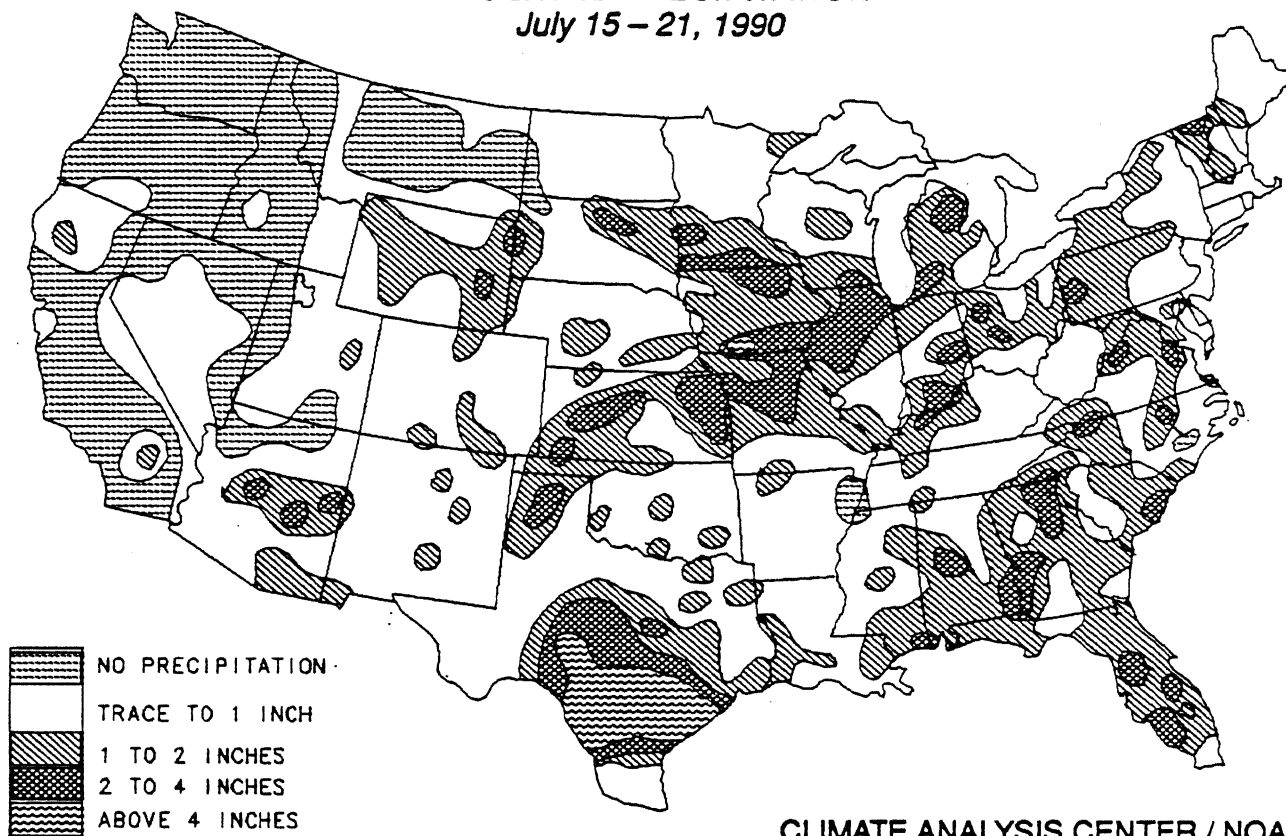 July 15 – 21, 1990
NO PRECIPITATION
TRACE TO 1 INCH
1 TO 2 INCHES
2 TO 4 INCHES
ABOVE 4 INCHES
CLIMATE ANALYSIS CENTER / NOA